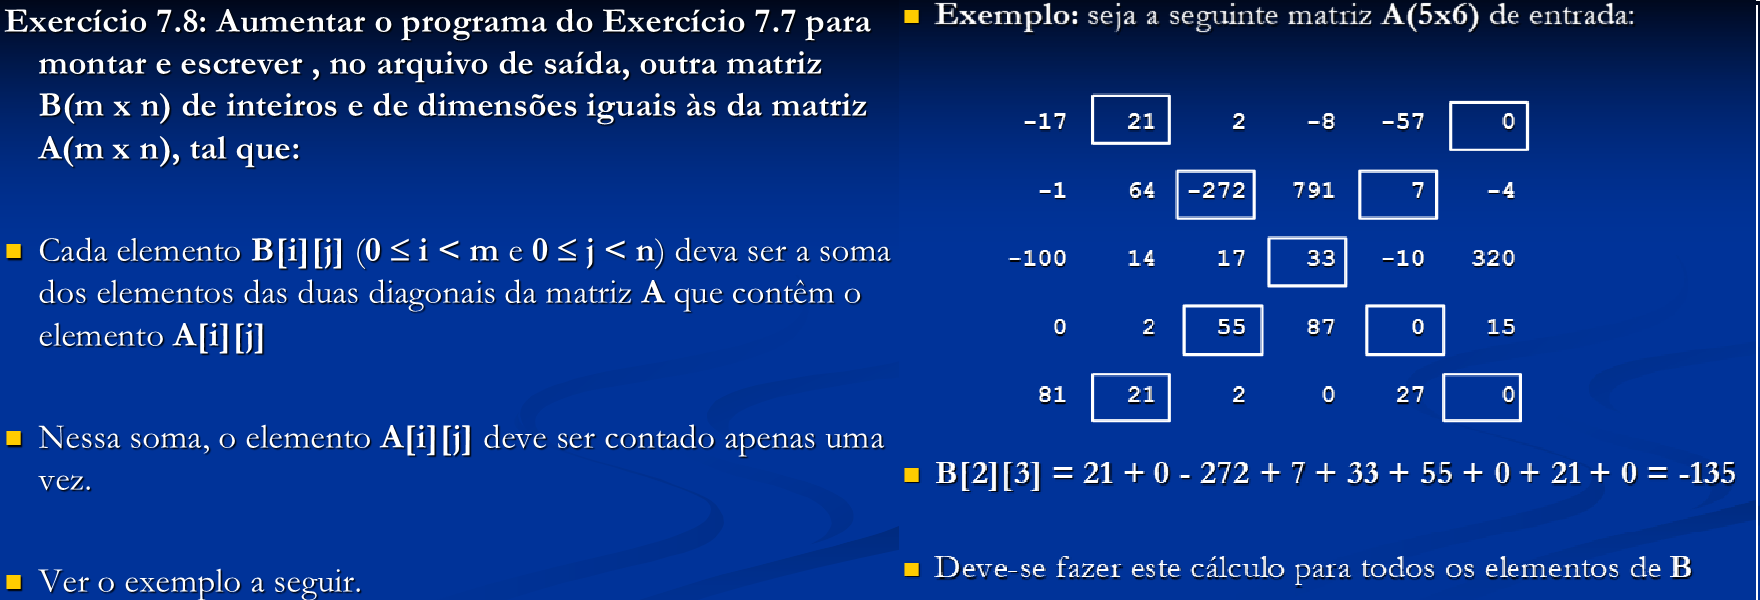 Exercício 7.8: Aumentar o programa do Exercício 7.7 para
montar e escrever , no arquivo de saída, outra matriz
B(m x n) de inteiros e de dimensões iguais às da matriz
A(m x n), tal que:
Cada elemento B[i][j] (0 ≤ i < m e 0 ≤ j < n) deva ser a soma
dos elementos das duas diagonais da matriz A que contêm o
elemento A[i][j]
Nessa soma, o elemento A[i][j] deve ser contado apenas uma
vez.
Ver o exemplo a seguir.
Exemplo: seja a seguinte matriz A(5x6) de entrada:
-17 21 2 -8 -57 0
-1 64 -272 791 7 -4
-100 14 17 33 -10 320
0 2 55 87 0 15
81 21 2 0 27 0
B[2][3] = 21 + 0 - 272 + 7 + 33 + 55 + 0 + 21 + 0 = -135
Deve-se fazer este cálculo para todos os elementos de B